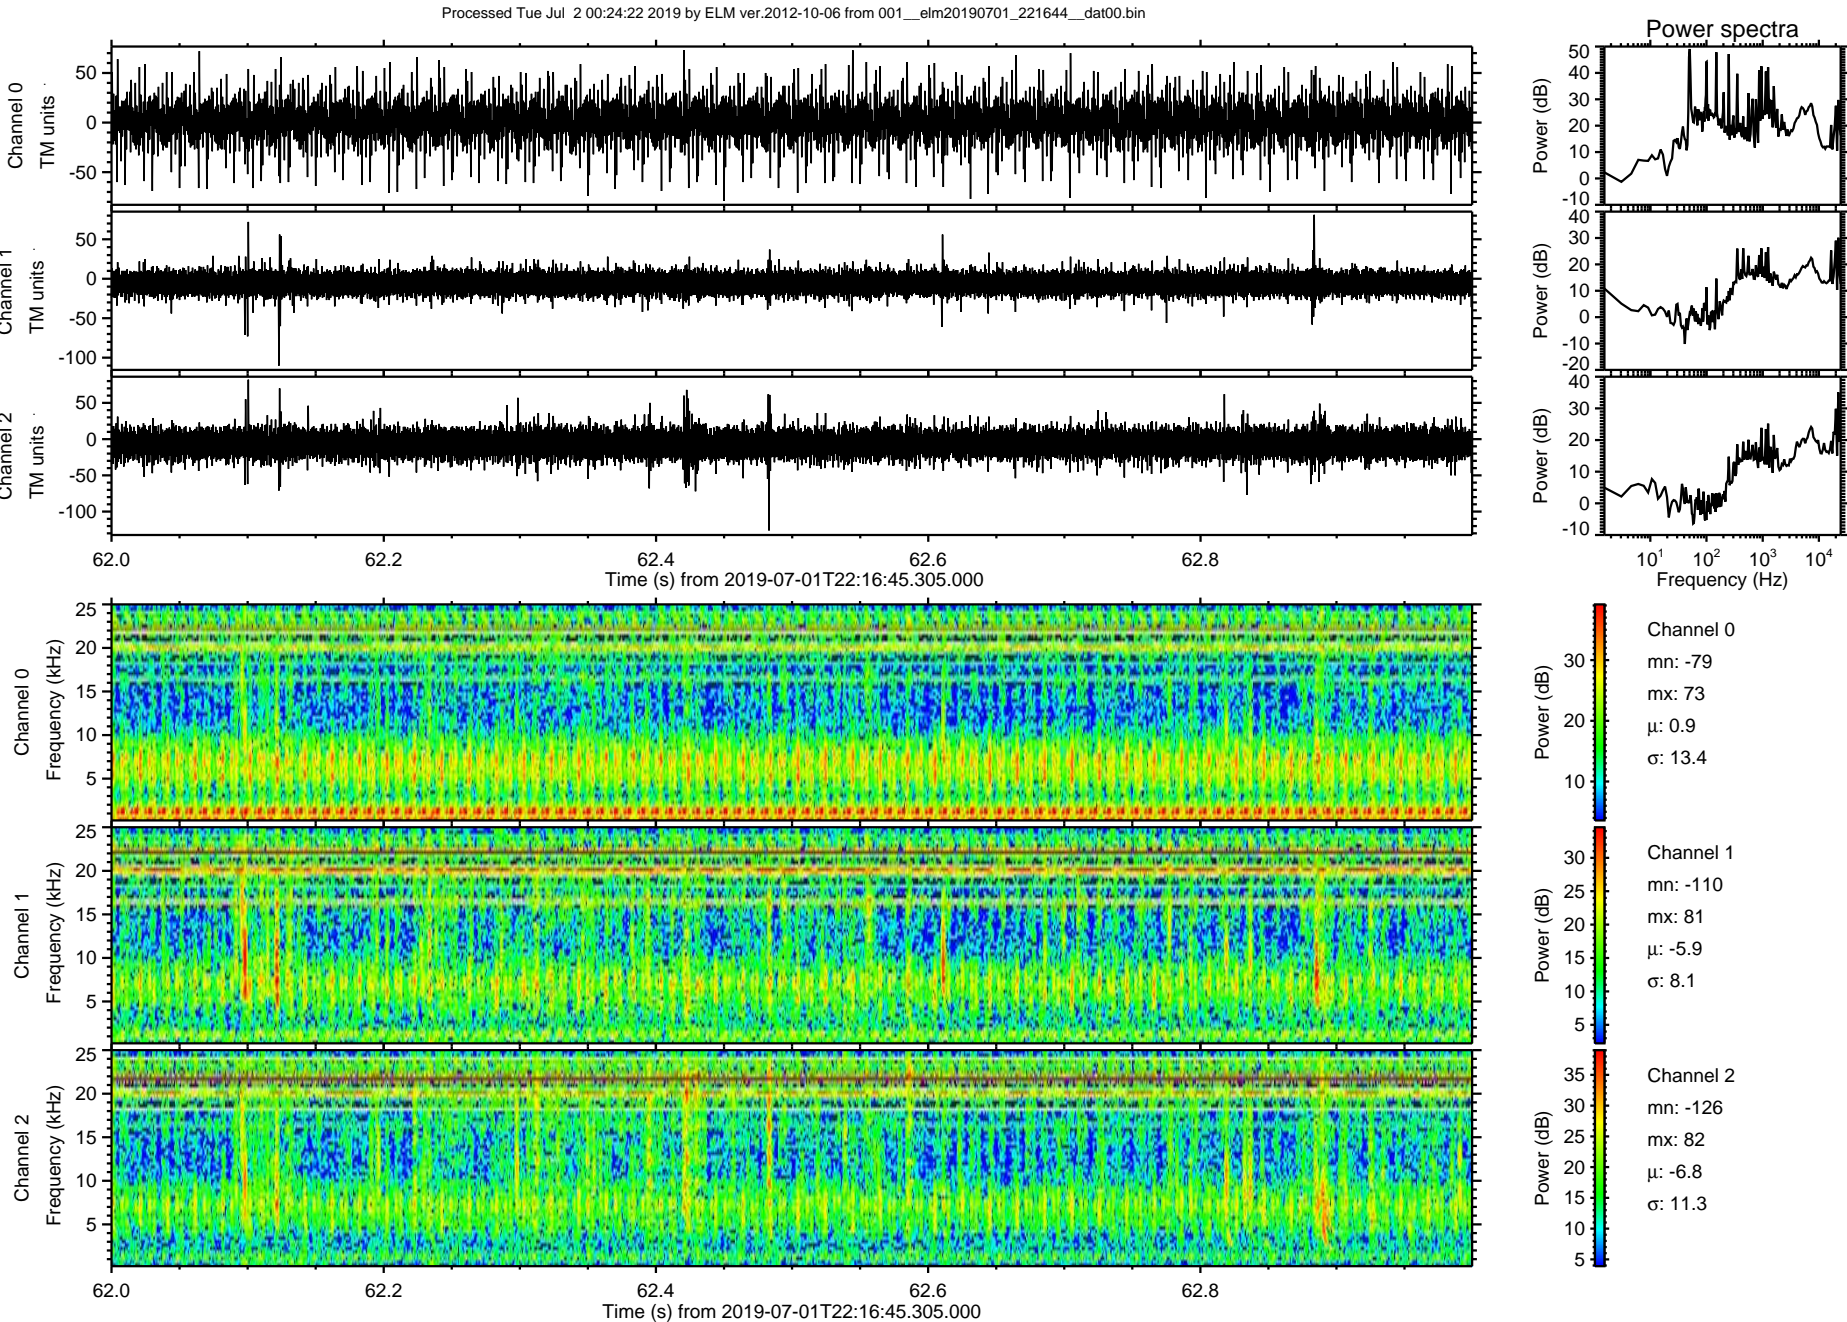 Processed Tue Jul  2 00:24:22 2019 by ELM ver.2012-10-06 from 001__elm20190701_221644__dat00.bin
Power spectra
Channel 0
TM units
50
0
-50
Power (dB)
50
40
30
20
10
0
-10
Channel 1
TM units
50
0
-50
-100
Power (dB)
40
30
20
10
0
-10
-20
Channel 2
TM units
50
0
-50
-100
Power (dB)
40
30
20
10
0
-10
62.0 62.2 62.4 62.6 62.8
Time (s) from 2019-07-01T22:16:45.305.000
10^1 10^2 10^3 10^4
Frequency (Hz)
Channel 0
Frequency (kHz)
25
20
15
10
5
Power (dB)
30
20
10
Channel 0
mn: -79
mx: 73
μ: 0.9
σ: 13.4
Channel 1
Frequency (kHz)
25
20
15
10
5
Power (dB)
30
25
20
15
10
5
Channel 1
mn: -110
mx: 81
μ: -5.9
σ: 8.1
Channel 2
Frequency (kHz)
25
20
15
10
5
Power (dB)
35
30
25
20
15
10
5
Channel 2
mn: -126
mx: 82
μ: -6.8
σ: 11.3
62.0 62.2 62.4 62.6 62.8
Time (s) from 2019-07-01T22:16:45.305.000